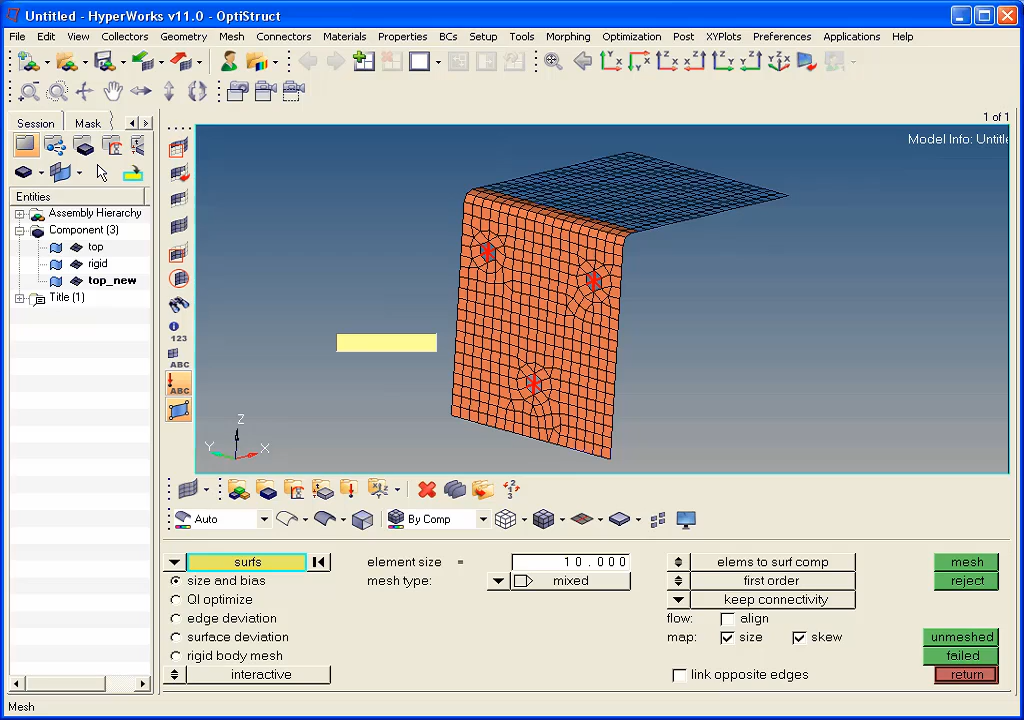 Untitled - HyperWorks v11.0 - OptiStruct
File Edit View Collectors Geometry Mesh Connectors Materials Properties BCs Setup Tools Morphing Optimization Post XYPlots Preferences Applications Help
1 of 1
Session Mask
Model Info: Untitle
Entities
Assembly Hierarchy
Component (3)
top
rigid
top_new
Title (1)
123
ABC
ABC
Z
Y
X
Auto
By Comp
surfs
size and bias
QI optimize
edge deviation
surface deviation
rigid body mesh
interactive
element size = 10.000
mesh type: mixed
elems to surf comp
first order
keep connectivity
flow: align
map: size skew
link opposite edges
mesh
reject
unmeshed
failed
return
Mesh